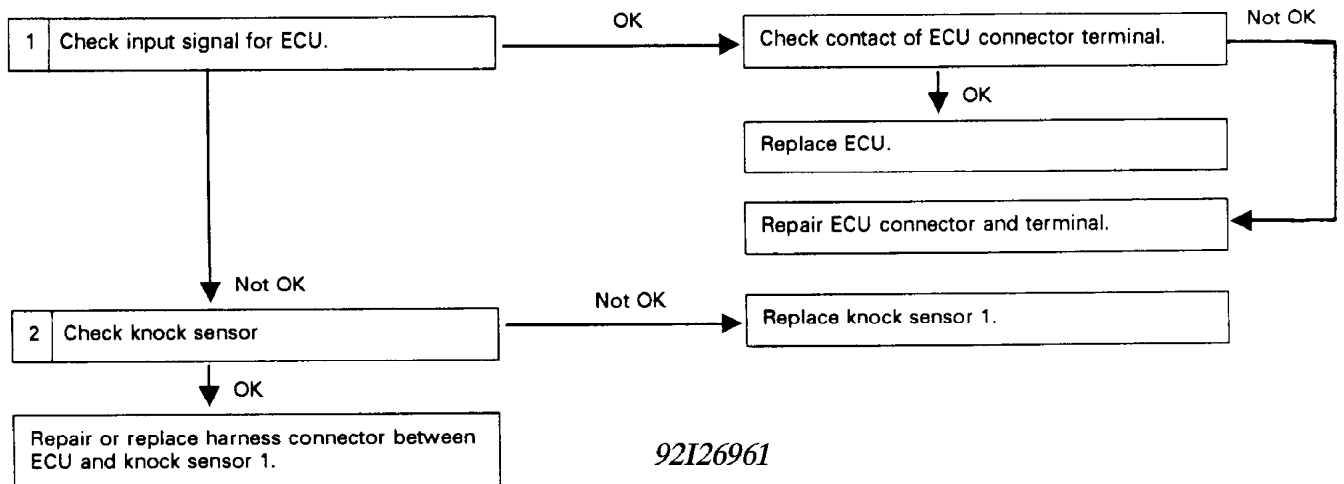 OK
Not OK
1 Check input signal for ECU.
Check contact of ECU connector terminal.
OK
Replace ECU.
Repair ECU connector and terminal.
Not OK
Not OK
2 Check knock sensor
Replace knock sensor 1.
OK
Repair or replace harness connector between
ECU and knock sensor 1.
92I26961